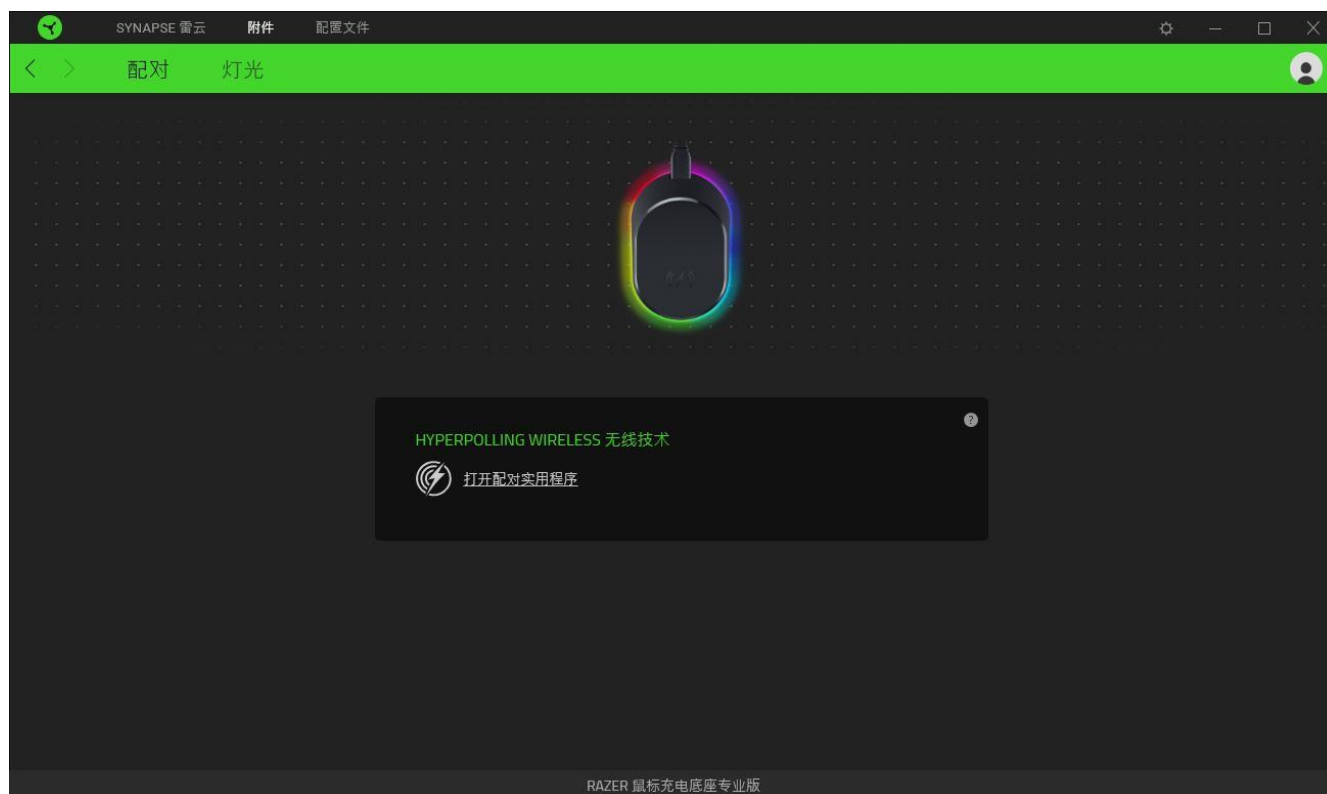 SYNAPSE 雷云 附件 配置文件
配对 灯光
HYPERPOLLING WIRELESS 无线技术
?
打开配对实用程序
RAZER 鼠标充电底座专业版